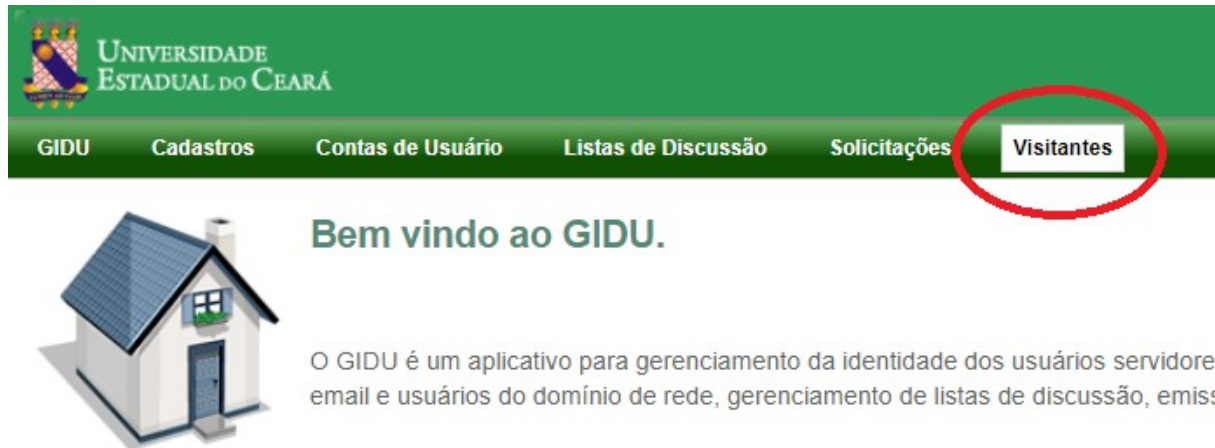 UNIVERSIDADE
ESTADUAL DO CEARÁ
GIDU Cadastros Contas de Usuário Listas de Discussão Solicitações Visitantes
Bem vindo ao GIDU.
O GIDU é um aplicativo para gerenciamento da identidade dos usuários servidore
email e usuários do domínio de rede, gerenciamento de listas de discussão, emiss